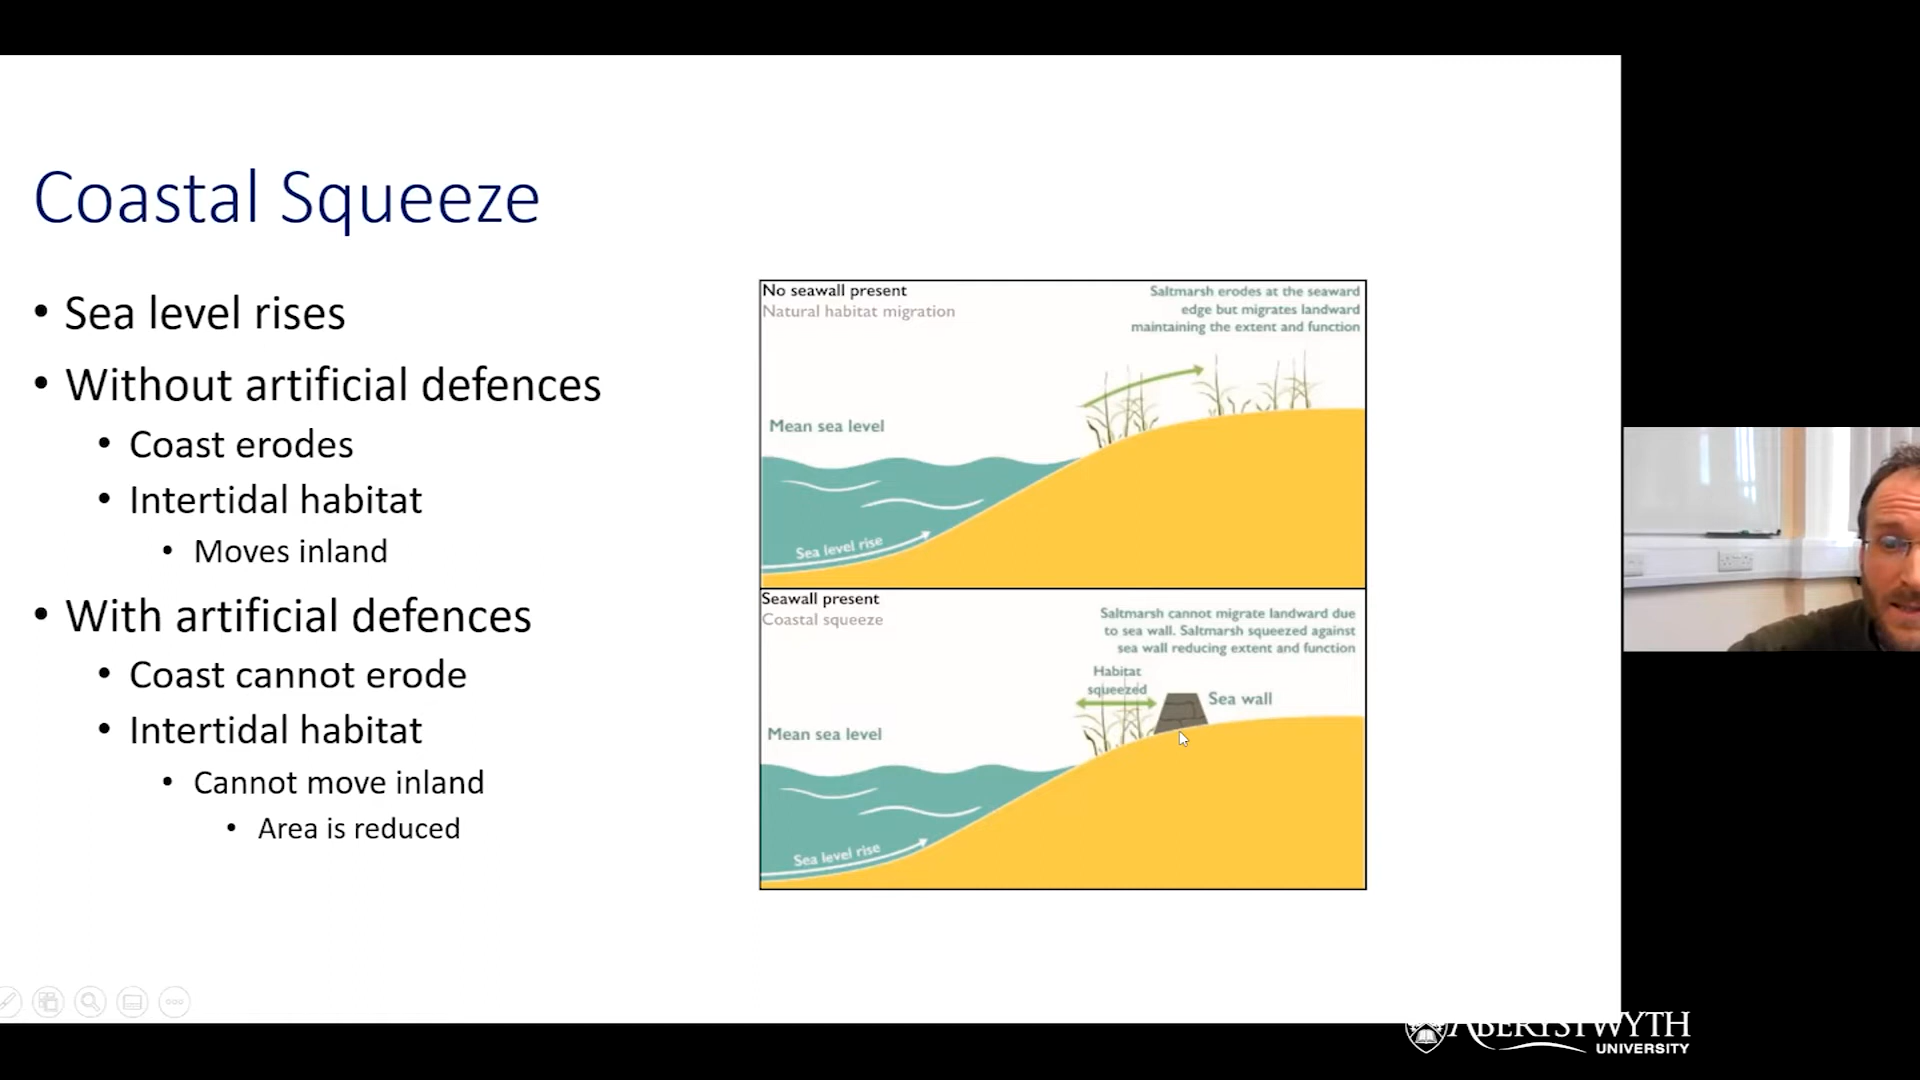 Coastal Squeeze
• Sea level rises
• Without artificial defences
• Coast erodes
• Intertidal habitat
• Moves inland
• With artificial defences
• Coast cannot erode
• Intertidal habitat
• Cannot move inland
• Area is reduced
No seawall present
Natural habitat migration
Saltmarsh erodes at the seaward
edge but migrates landward
maintaining the extent and function
Mean sea level
Sea level rise
Seawall present
Coastal squeeze
Saltmarsh cannot migrate landward due
to sea wall. Saltmarsh squeezed against
sea wall reducing extent and function
Habitat
squeezed
Sea wall
Mean sea level
Sea level rise
ABERYSTWYTH
UNIVERSITY